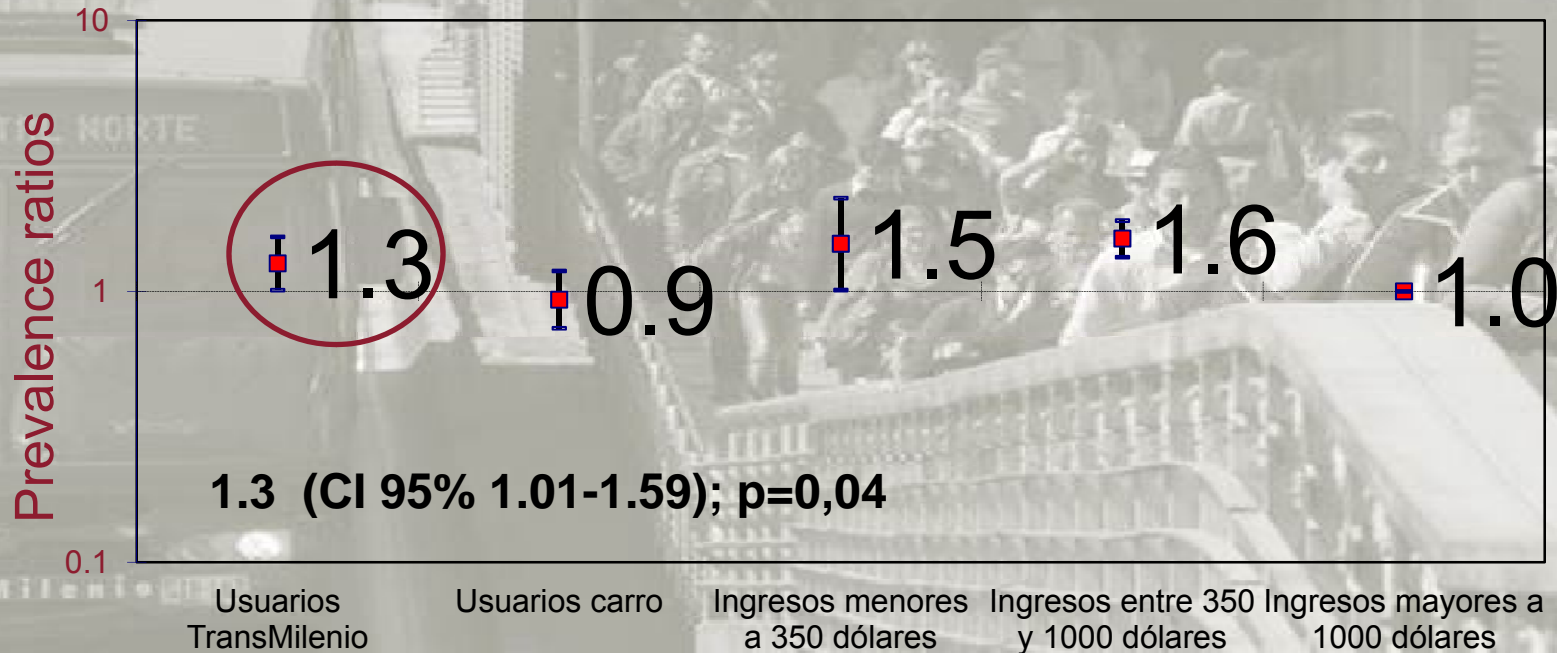 10
Prevalence ratios
NORTE
1.3
0.9
1.5
1.6
1
1.0
1.3 (CI 95% 1.01-1.59); p=0,04
0.1
Usuarios
TransMilenio
Usuarios carro
Ingresos menores
a 350 dólares
Ingresos entre 350
y 1000 dólares
Ingresos mayores a
1000 dólares